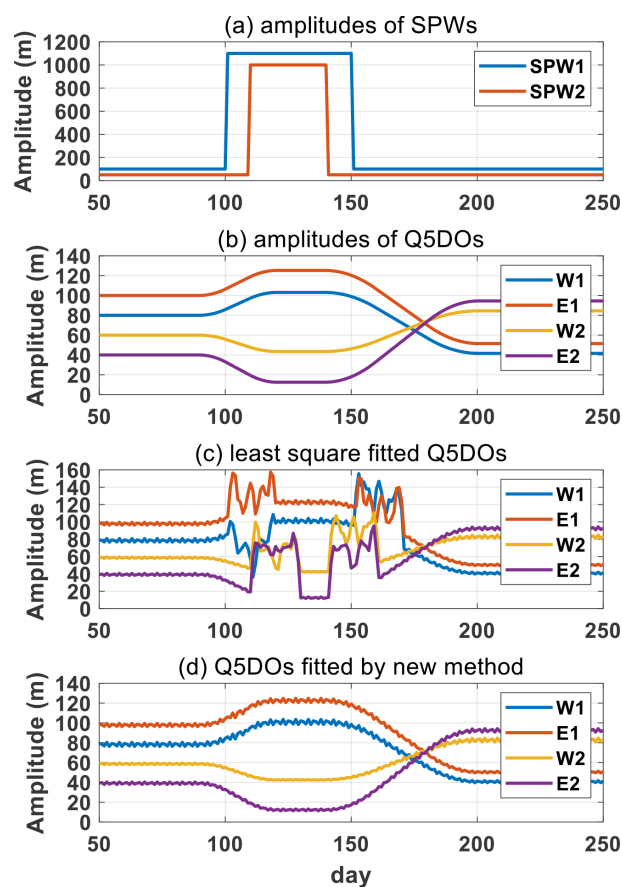 (a) amplitudes of SPWs
1200
1000
800
600
400
200
0
Amplitude (m)
SPW1
SPW2
50 100 150 200 250
(b) amplitudes of Q5DOs
140
120
100
80
60
40
20
0
Amplitude (m)
W1
E1
W2
E2
50 100 150 200 250
(c) least square fitted Q5DOs
160
140
120
100
80
60
40
20
0
Amplitude (m)
W1
E1
W2
E2
50 100 150 200 250
(d) Q5DOs fitted by new method
140
120
100
80
60
40
20
0
Amplitude (m)
W1
E1
W2
E2
50 100 150 200 250
day